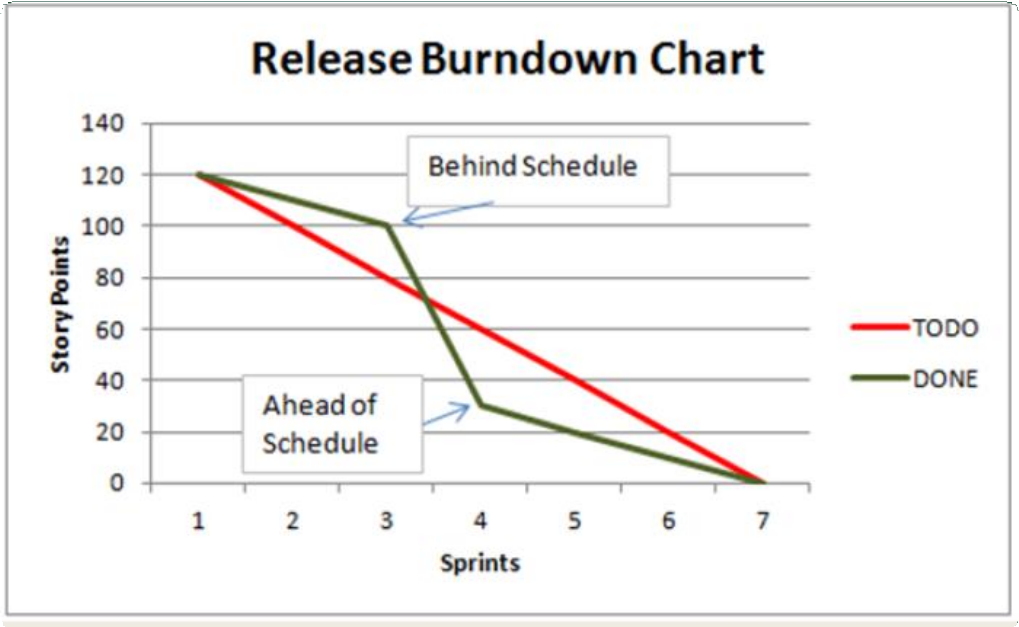 Release Burndown Chart
140
120
100
80
60
40
20
0
Story Points
Behind Schedule
Ahead of
Schedule
1 2 3 4 5 6 7
Sprints
TODO
DONE